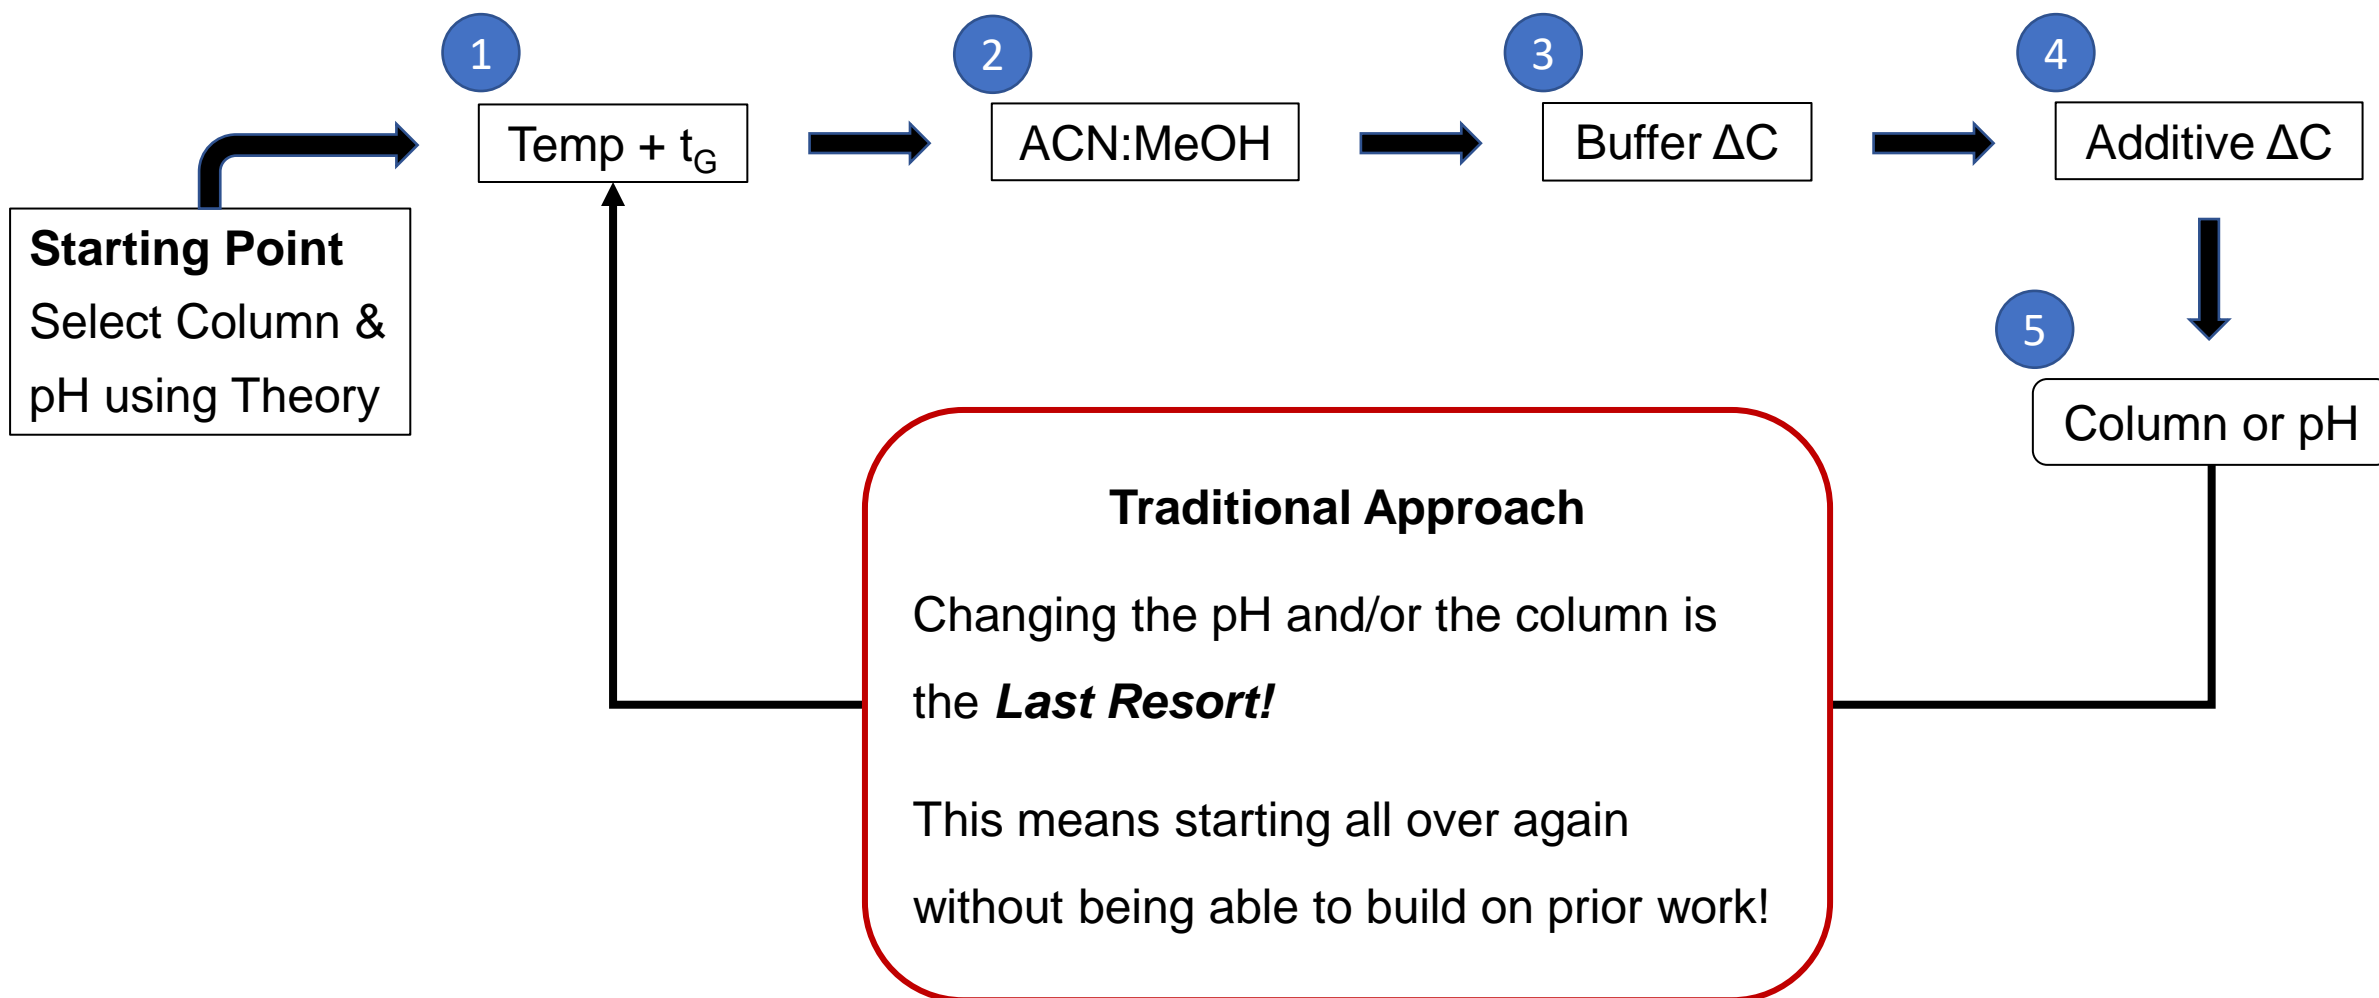 1
2
3
4
Temp + tG
ACN:MeOH
Buffer ΔC
Additive ΔC
Starting Point
Select Column &
pH using Theory
5
Column or pH
Traditional Approach
Changing the pH and/or the column is
the Last Resort!
This means starting all over again
without being able to build on prior work!